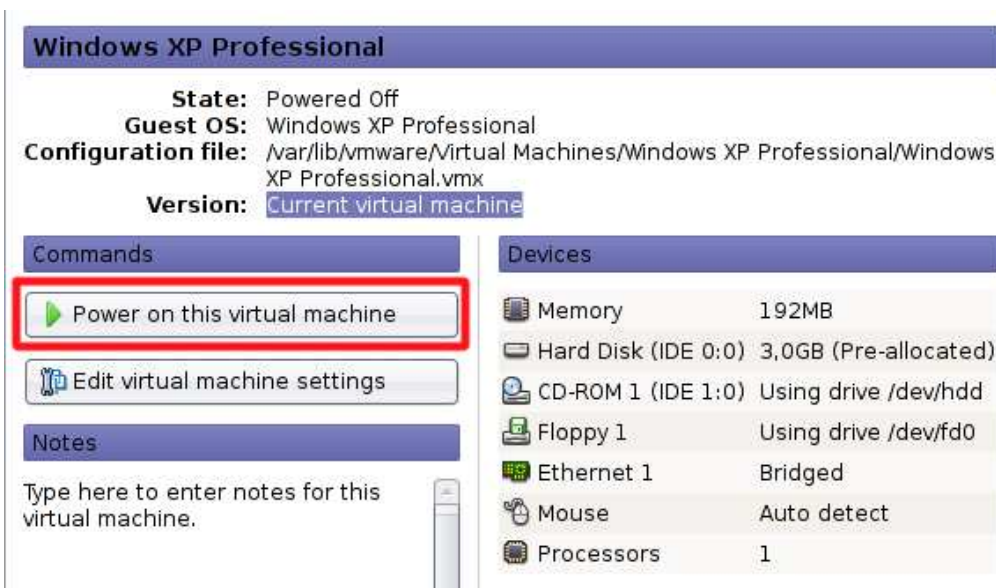 Windows XP Professional
State: Powered Off
Guest OS: Windows XP Professional
Configuration file: /var/lib/vmware/Virtual Machines/Windows XP Professional/Windows
XP Professional.vmx
Version: Current virtual machine
Commands
Power on this virtual machine
Edit virtual machine settings
Notes
Type here to enter notes for this
virtual machine.
Devices
Memory 192MB
Hard Disk (IDE 0:0) 3,0GB (Pre-allocated)
CD-ROM 1 (IDE 1:0) Using drive /dev/hdd
Floppy 1 Using drive /dev/fd0
Ethernet 1 Bridged
Mouse Auto detect
Processors 1